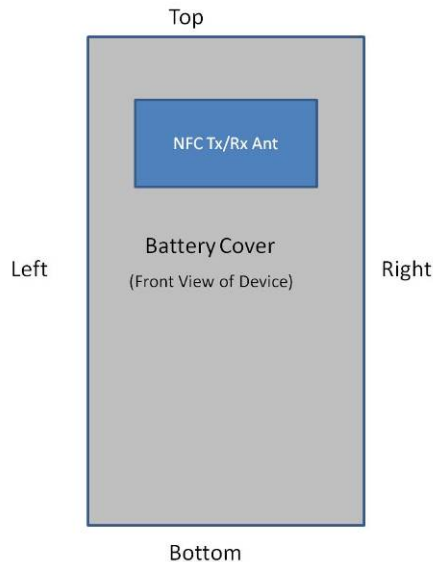 Top
NFC Tx/Rx Ant
Battery Cover
Left
Right
(Front View of Device)
Bottom